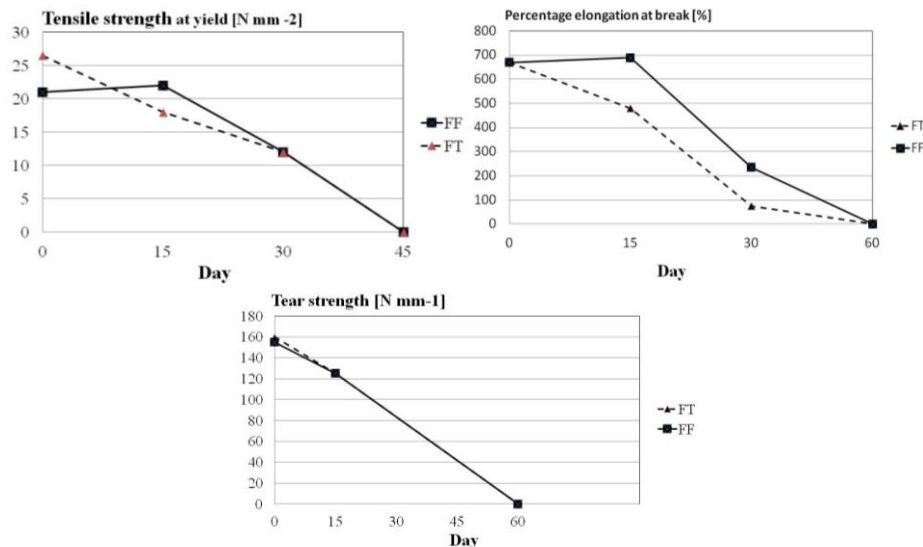 Tensile strength at yield [N mm -2]
30
25
20
15
10
5
0
0 15 30 45
Day
FF
FT
Percentage elongation at break [%]
800
700
600
500
400
300
200
100
0
0 15 30 60
Day
FT
FF
Tear strength [N mm-1]
180
160
140
120
100
80
60
40
20
0
0 15 30 45 60
Day
FT
FF